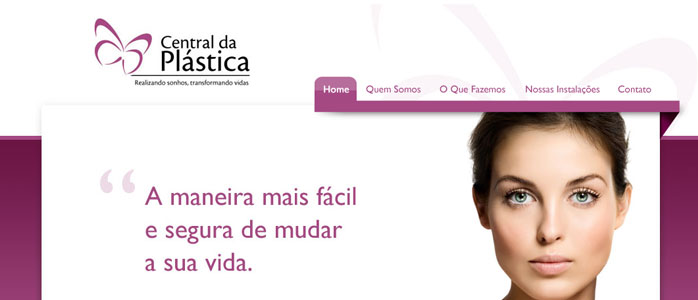 Central da
Plástica
Realizando sonhos, transformando vidas
Home Quem Somos O Que Fazemos Nossas Instalações Contato
“ A maneira mais fácil
e segura de mudar
a sua vida.